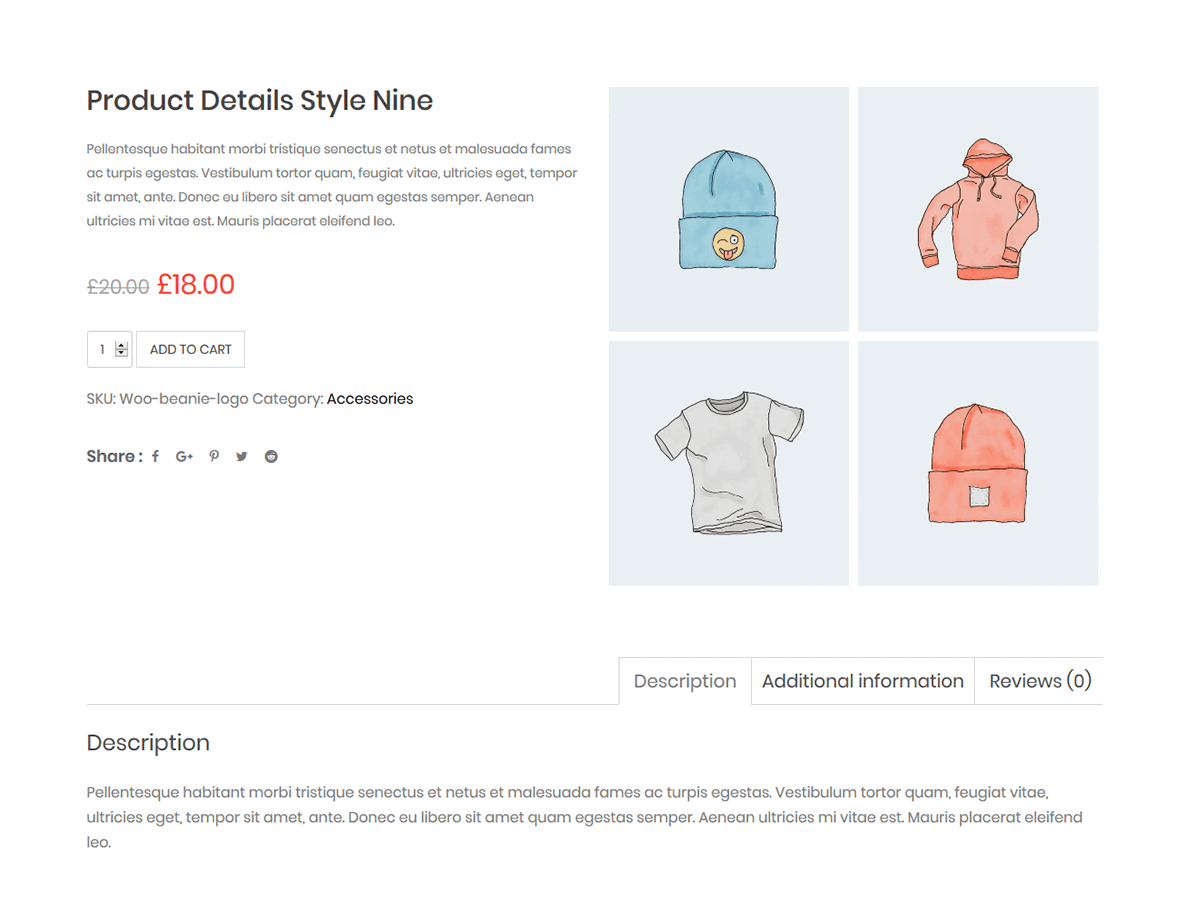 Product Details Style Nine
Pellentesque habitant morbi tristique senectus et netus et malesuada fames
ac turpis egestas. Vestibulum tortor quam, feugiat vitae, ultricies eget, tempor
sit amet, ante. Donec eu libero sit amet quam egestas semper. Aenean
ultricies mi vitae est. Mauris placerat eleifend leo.
£20.00 £18.00
1 ADD TO CART
SKU: Woo-beanie-logo Category: Accessories
Share :
Description Additional information Reviews (0)
Description
Pellentesque habitant morbi tristique senectus et netus et malesuada fames ac turpis egestas. Vestibulum tortor quam, feugiat vitae,
ultricies eget, tempor sit amet, ante. Donec eu libero sit amet quam egestas semper. Aenean ultricies mi vitae est. Mauris placerat eleifend
leo.